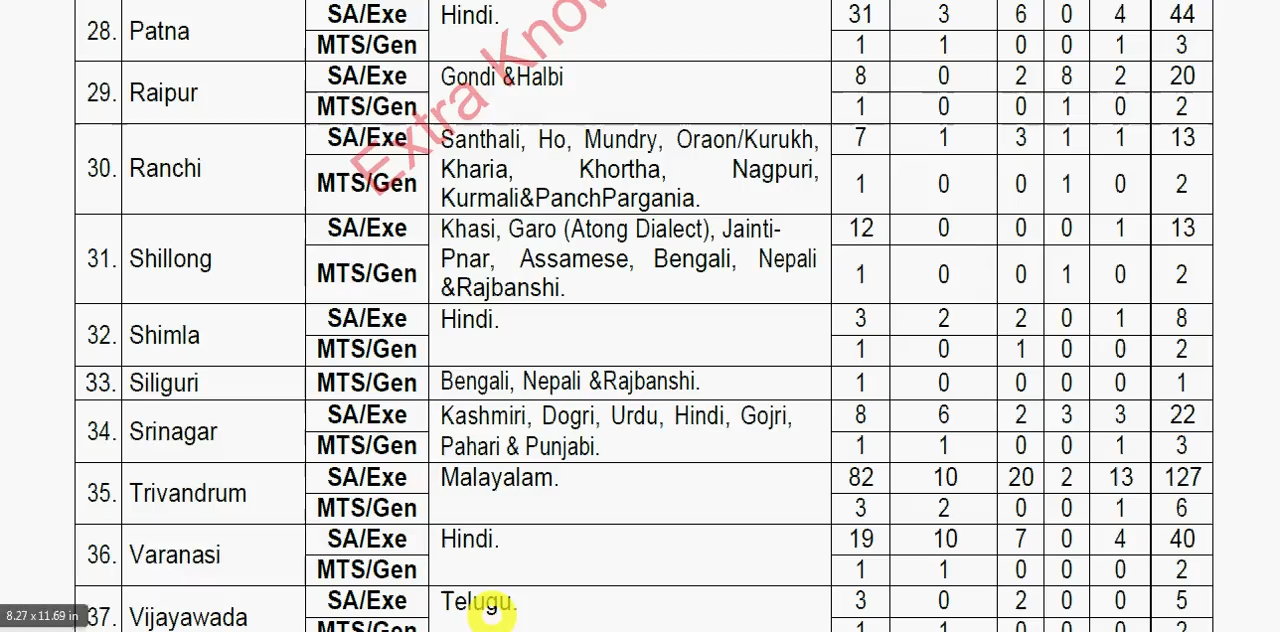 28. Patna SA/Exe Hindi. 31 3 6 0 4 44
MTS/Gen 1 1 0 0 1 3
29. Raipur SA/Exe Gondi &Halbi 8 0 2 8 2 20
MTS/Gen 1 0 0 1 0 2
30. Ranchi SA/Exe Santhali, Ho, Mundry, Oraon/Kurukh, 7 1 3 1 1 13
Kharia, Khortha, Nagpuri,
MTS/Gen Kurmali&PanchPargania. 1 0 0 1 0 2
31. Shillong SA/Exe Khasi, Garo (Atong Dialect), Jainti- 12 0 0 0 1 13
Pnar, Assamese, Bengali, Nepali
MTS/Gen &Rajbanshi. 1 0 0 1 0 2
32. Shimla SA/Exe Hindi. 3 2 2 0 1 8
MTS/Gen 1 0 1 0 0 2
33. Siliguri MTS/Gen Bengali, Nepali &Rajbanshi. 1 0 0 0 0 1
34. Srinagar SA/Exe Kashmiri, Dogri, Urdu, Hindi, Gojri, 8 6 2 3 3 22
MTS/Gen Pahari & Punjabi. 1 1 0 0 1 3
35. Trivandrum SA/Exe Malayalam. 82 10 20 2 13 127
MTS/Gen 3 2 0 0 1 6
36. Varanasi SA/Exe Hindi. 19 10 7 0 4 40
MTS/Gen 1 1 0 0 0 2
37. Vijayawada SA/Exe Telugu. 3 0 2 0 0 5
MTS/Gen 1 1 0 0 0 2
Extra Know
8.27 x 11.69 in